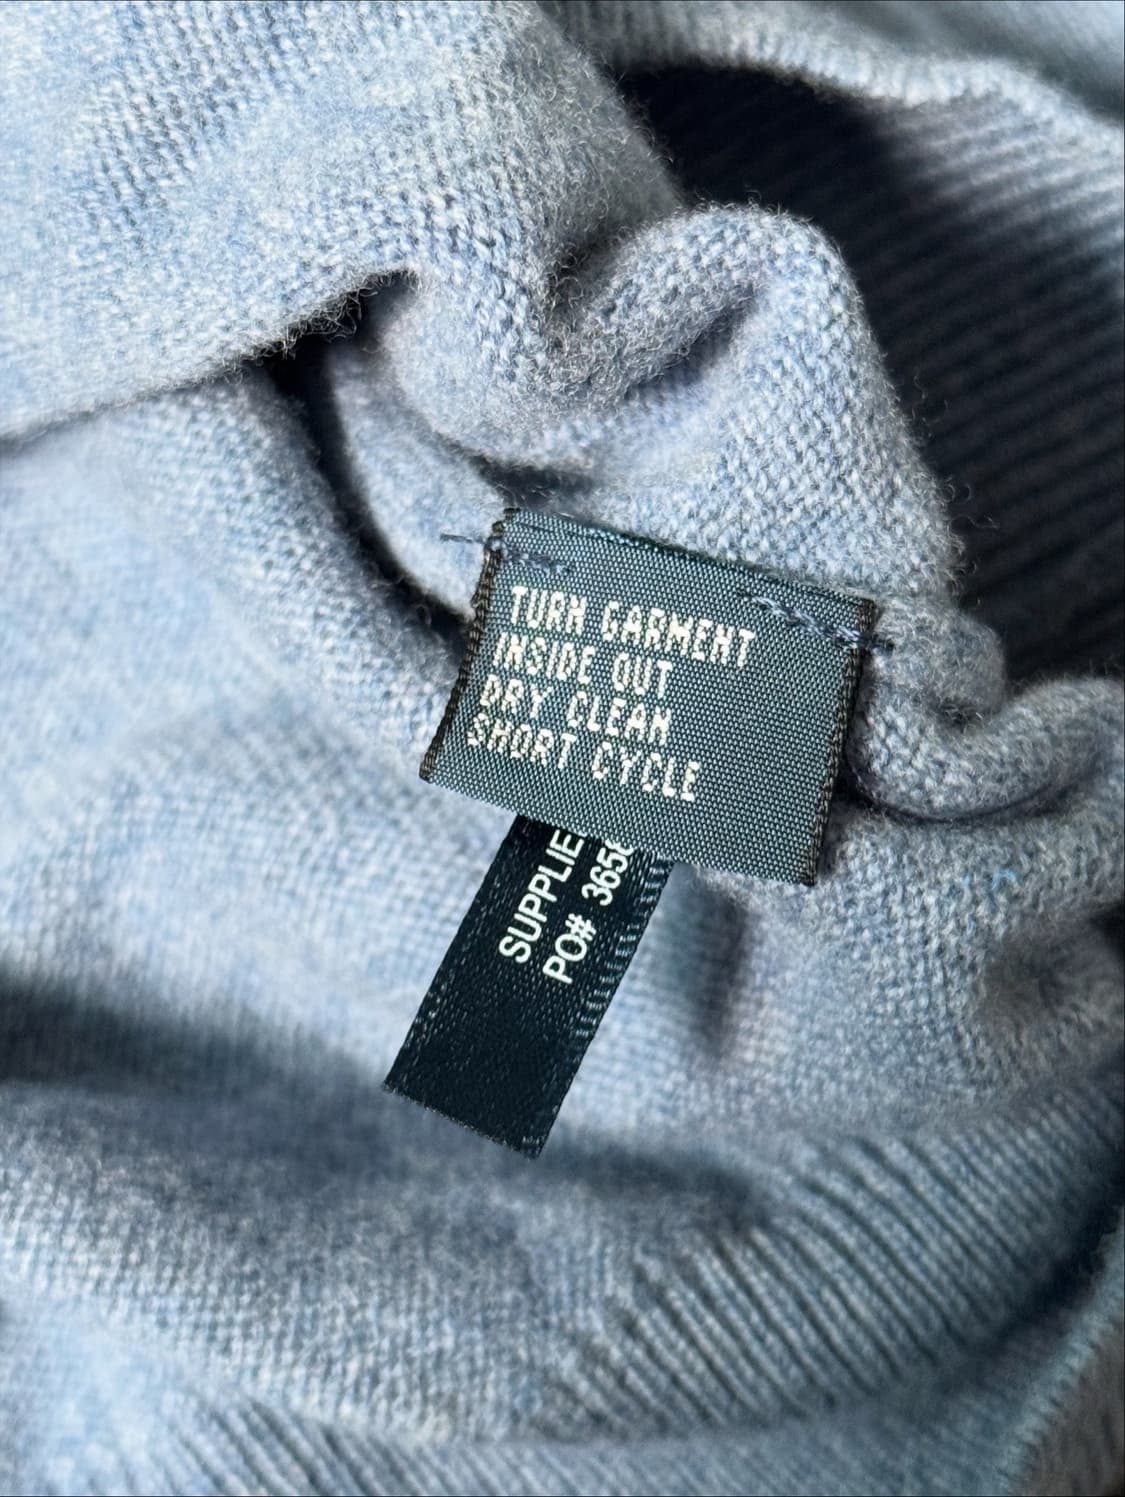 TURN GARMENT
INSIDE OUT
DRY CLEAN
SHORT CYCLE
SUPPLIE
PO# 365